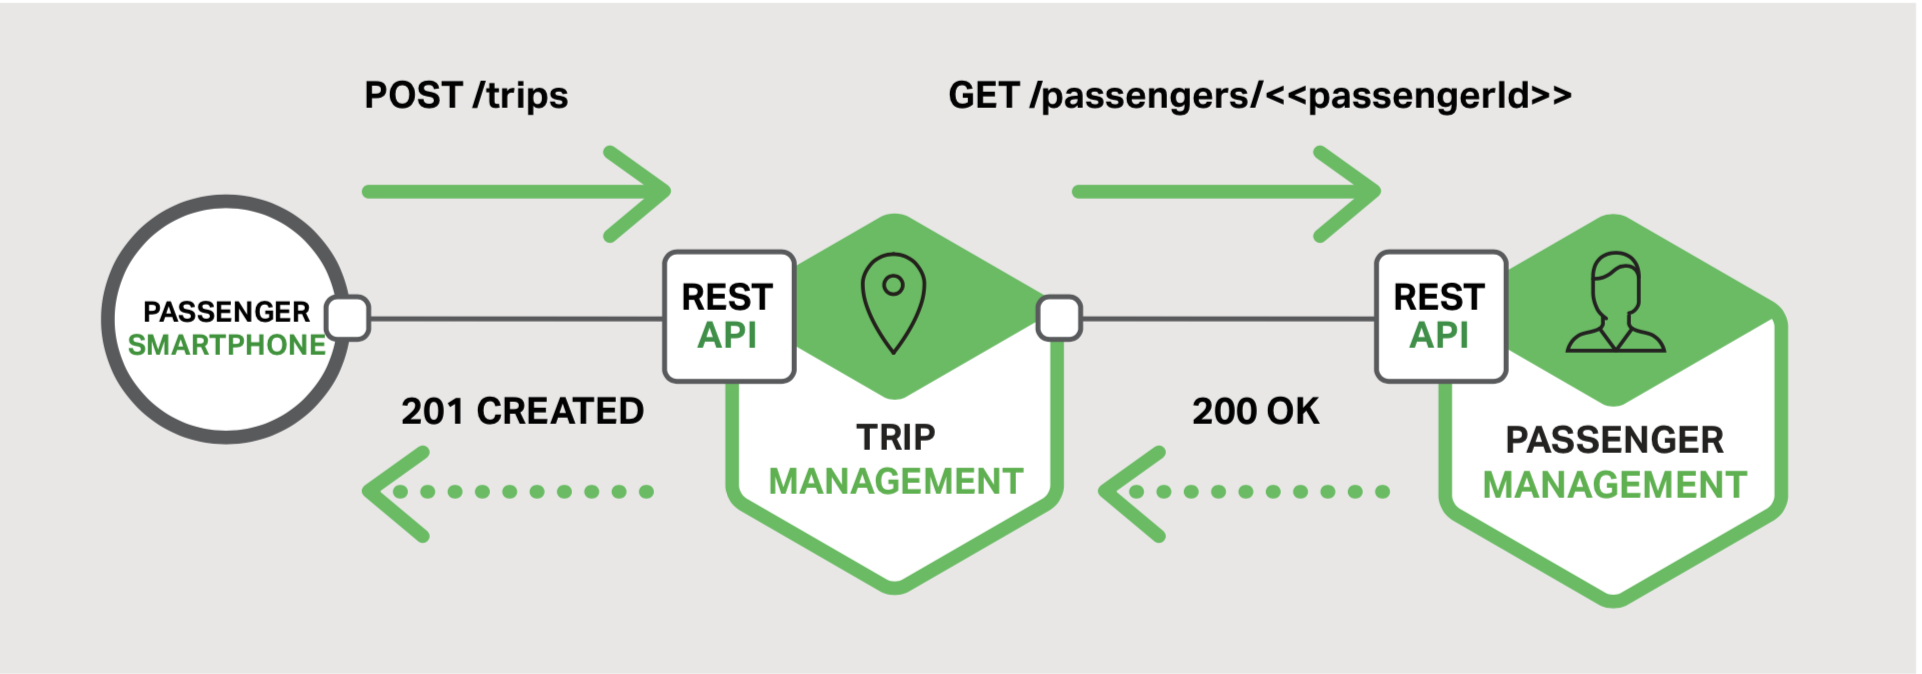 POST /trips
GET /passengers/<<passengerId>>
PASSENGER
SMARTPHONE
REST
API
REST
API
201 CREATED
200 OK
TRIP
MANAGEMENT
PASSENGER
MANAGEMENT